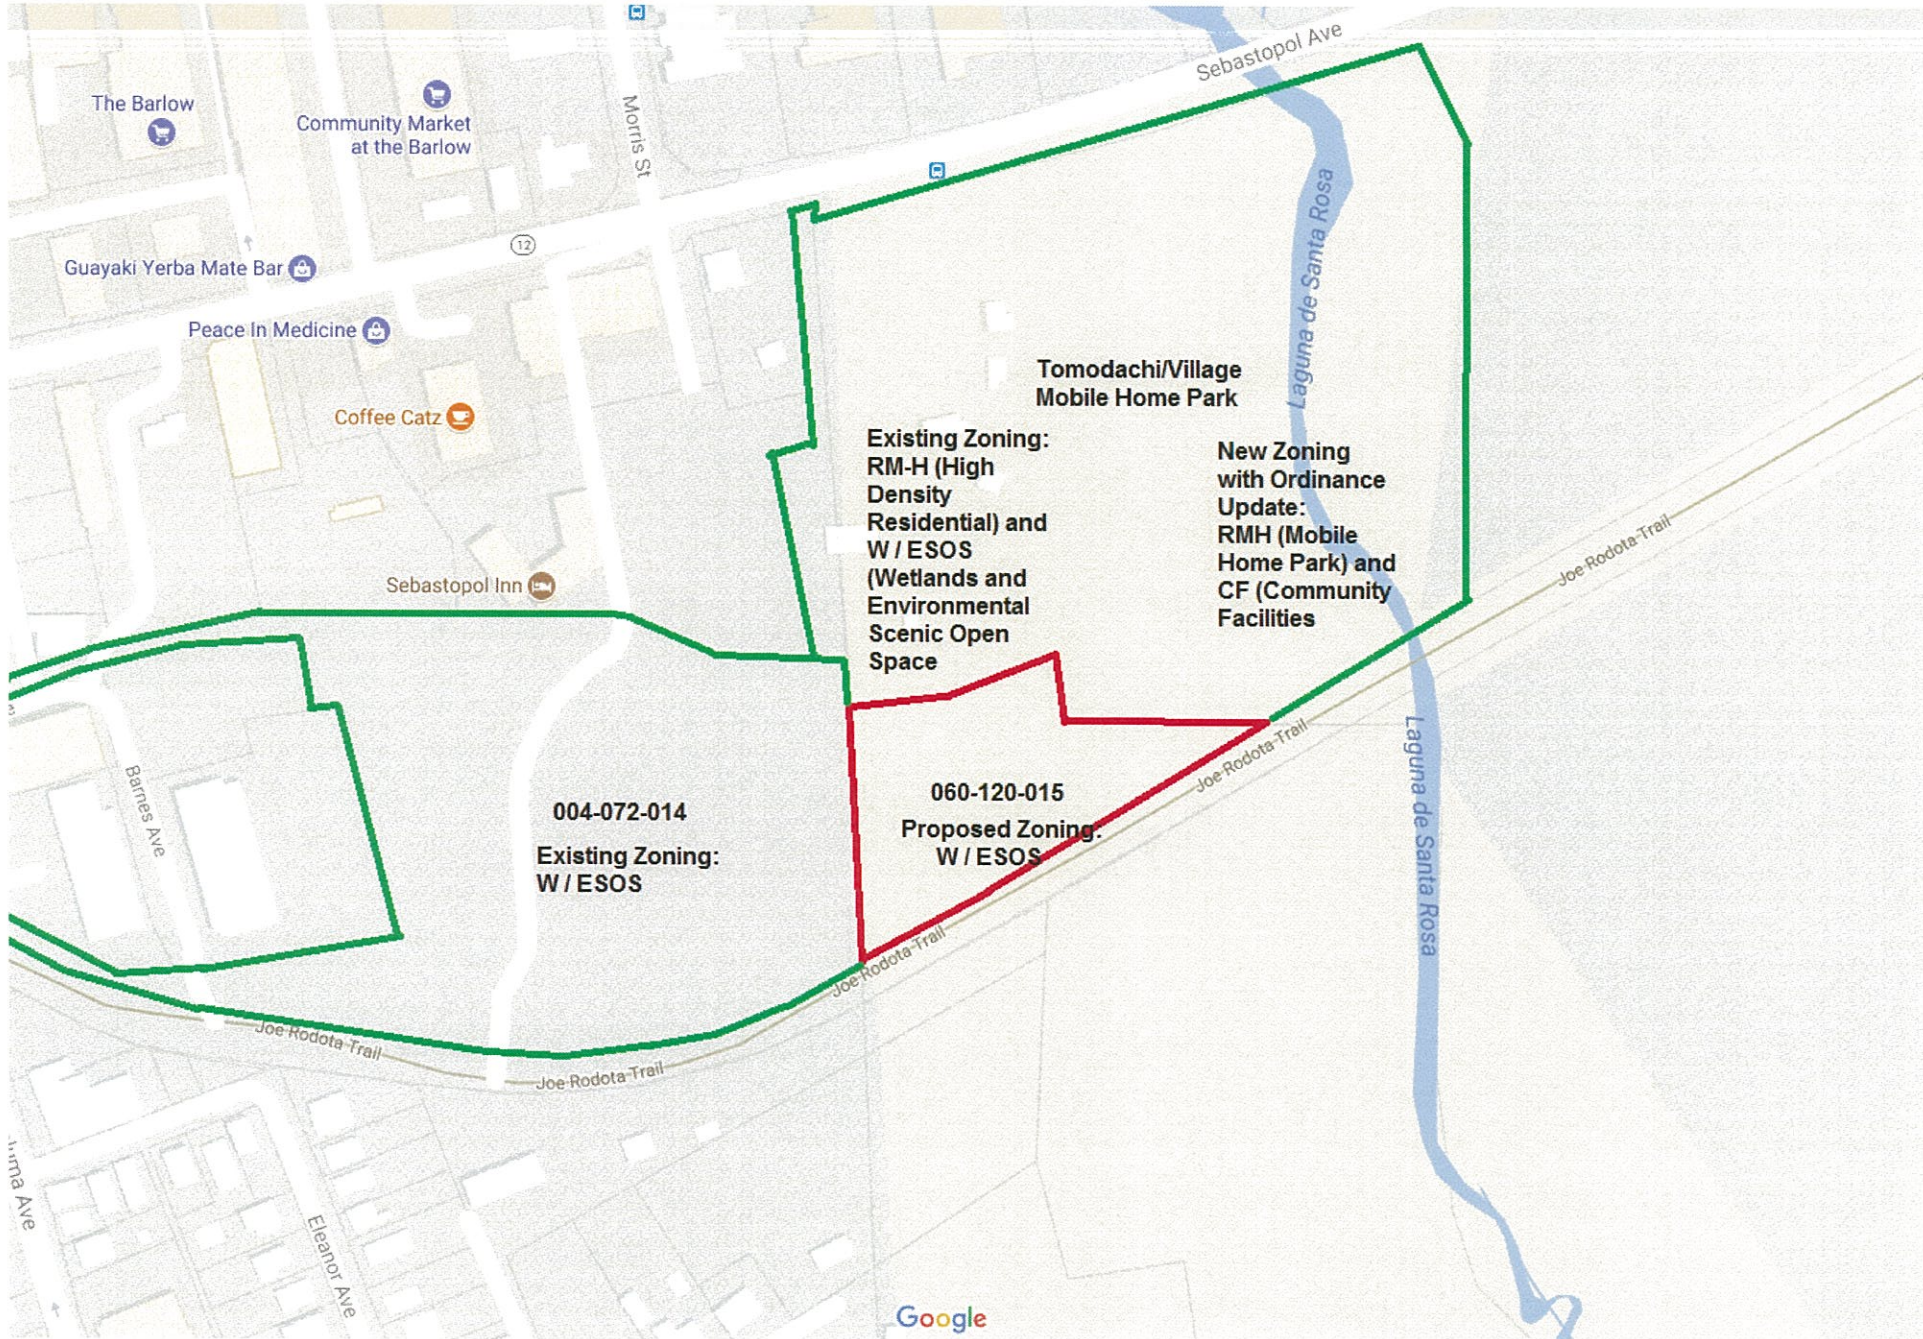 Sebastopol Ave
The Barlow
Community Market
at the Barlow
Morris St
12
Guayaki Yerba Mate Bar
Peace In Medicine
Coffee Catz
Sebastopol Inn
Laguna de Santa Rosa
Tomodachi/Village
Mobile Home Park
Existing Zoning:
RM-H (High
Density
Residential) and
W / ESOS
(Wetlands and
Environmental
Scenic Open
Space
New Zoning
with Ordinance
Update:
RMH (Mobile
Home Park) and
CF (Community
Facilities
Joe Rodota Trail
Joe Rodota Trail
Laguna de Santa Rosa
Barnes Ave
004-072-014
Existing Zoning:
W / ESOS
060-120-015
Proposed Zoning:
W / ESOS
Joe Rodota Trail
Joe Rodota Trail
Joe Rodota Trail
Ave
Eleanor Ave
Google